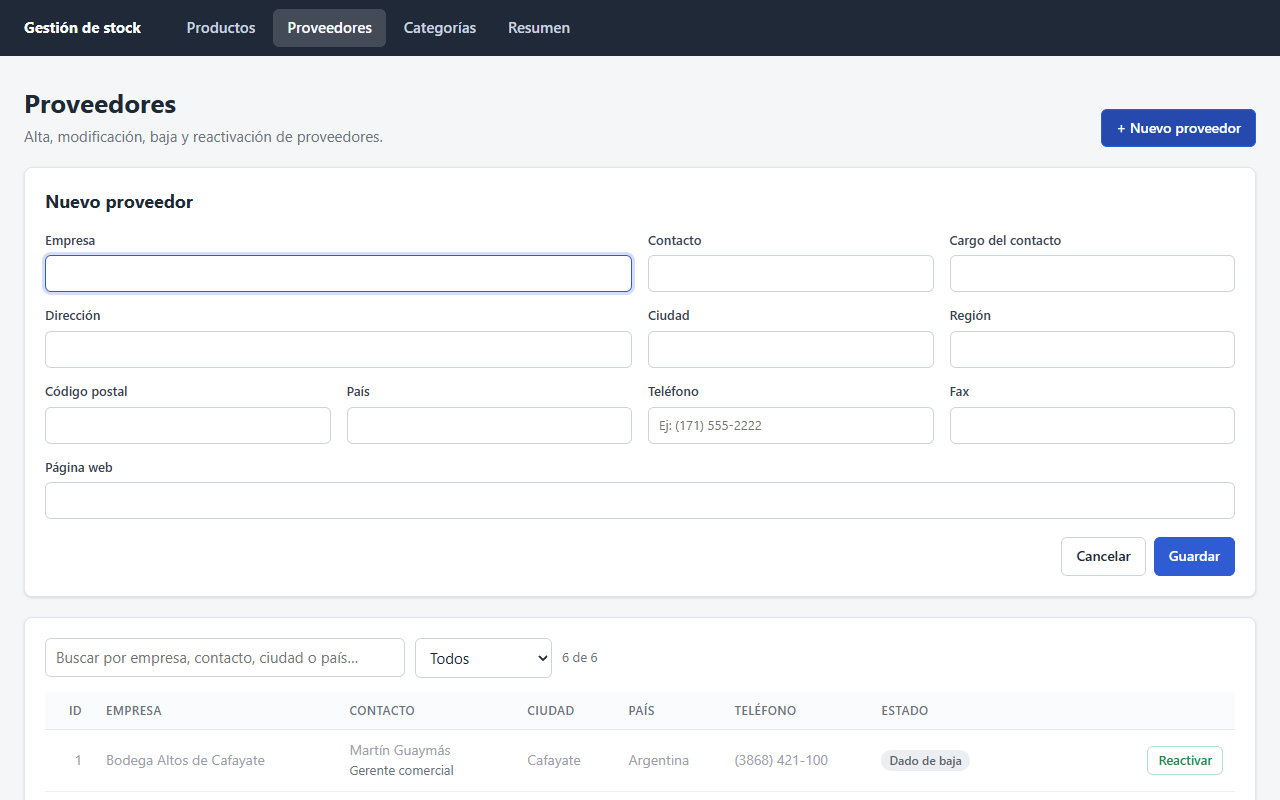 Gestión de stock Productos Proveedores Categorías Resumen
Proveedores
Alta, modificación, baja y reactivación de proveedores.
+ Nuevo proveedor
Nuevo proveedor
Empresa Contacto Cargo del contacto
Dirección Ciudad Región
Código postal País Teléfono Fax
Ej: (171) 555-2222
Página web
Cancelar Guardar
Buscar por empresa, contacto, ciudad o país... Todos 6 de 6
ID EMPRESA CONTACTO CIUDAD PAÍS TELÉFONO ESTADO
1 Bodega Altos de Cafayate Martín Guaymás Cafayate Argentina (3868) 421-100 Dado de baja Reactivar
Gerente comercial